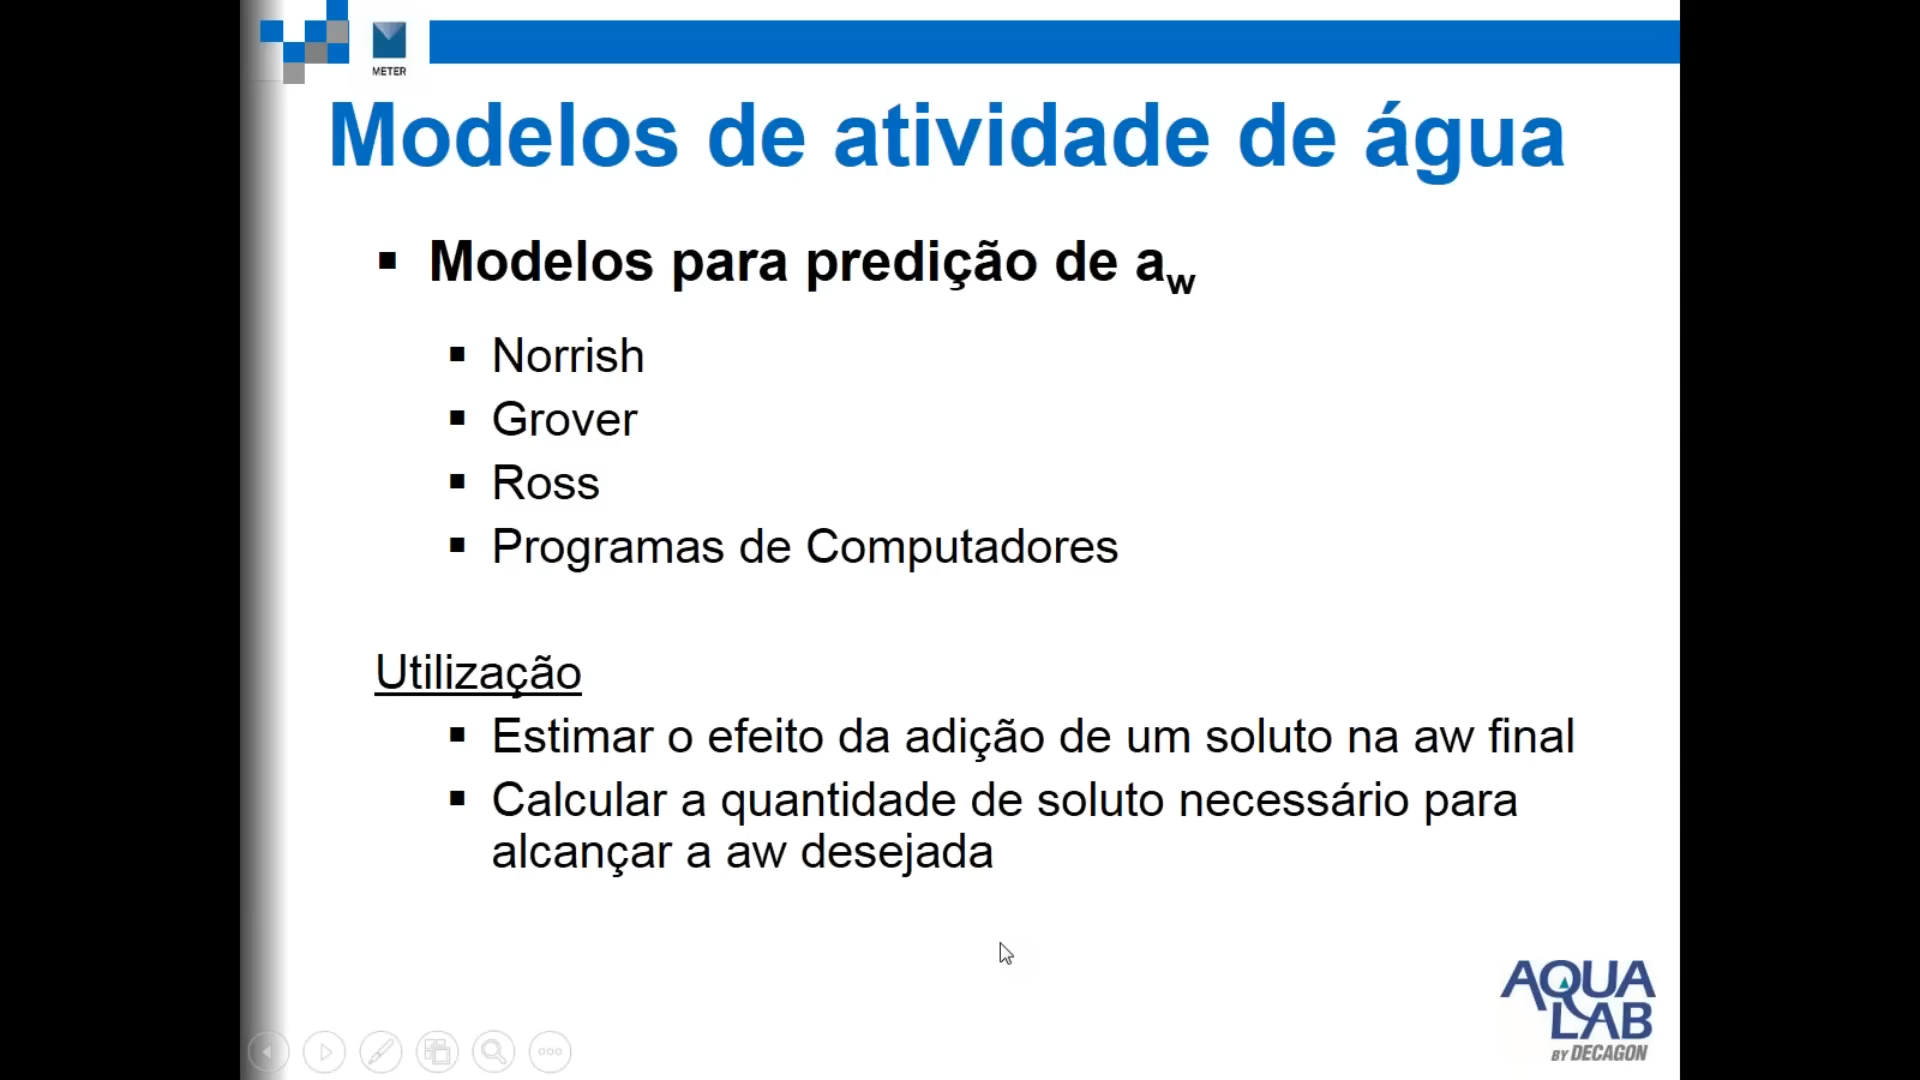 METER
Modelos de atividade de água
Modelos para predição de aw
Norrish
Grover
Ross
Programas de Computadores
Utilização
Estimar o efeito da adição de um soluto na aw final
Calcular a quantidade de soluto necessário para
alcançar a aw desejada
AQUA
LAB
BY DECAGON